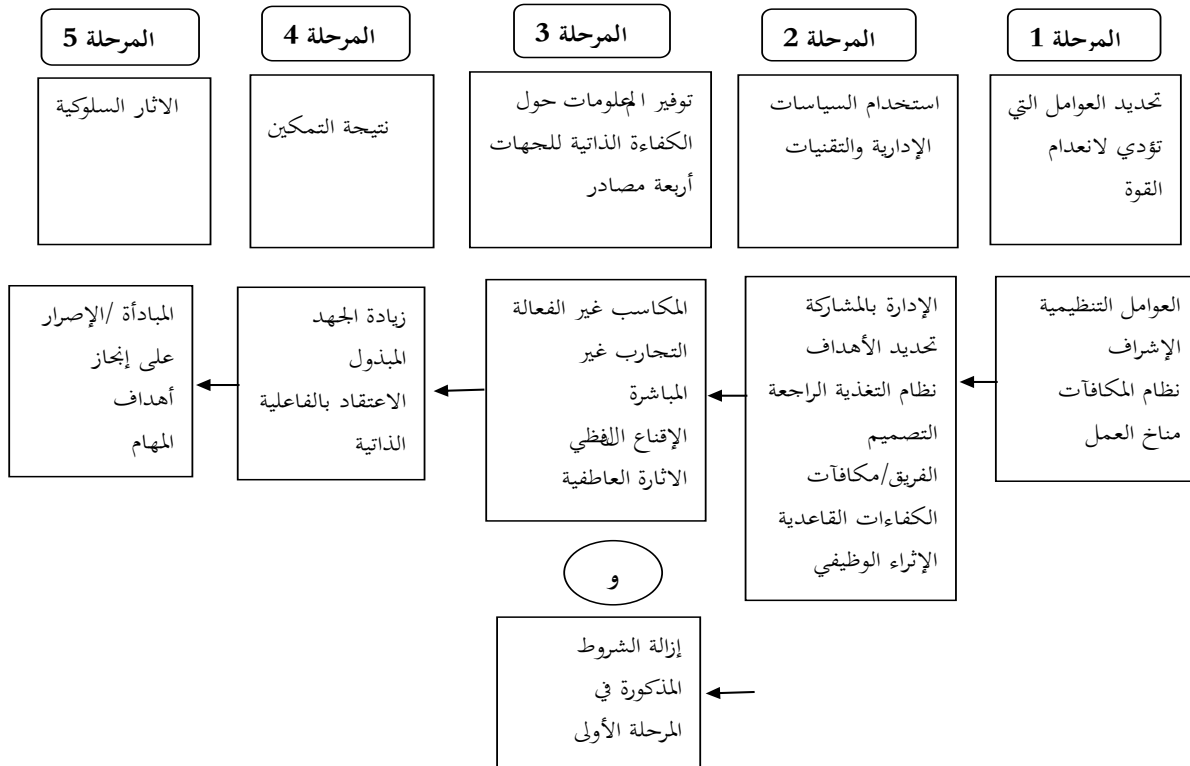 المرحلة 1
المرحلة 2
المرحلة 3
المرحلة 4
المرحلة 5
تحديد العوامل التي
تؤدي لانعدام
القوة
استخدام السياسات
الإدارية والتقنيات
توفير المعلومات حول
الكفاءة الذاتية للجهات
أربعة مصادر
نتيجة التمكين
الاثار السلوكية
العوامل التنظيمية
الإشراف
نظام المكافآت
مناخ العمل
الإدارة بالمشاركة
تحديد الأهداف
نظام التغذية الراجعة
التصميم
الفريق/مكافآت
الكفاءات القاعدية
الإثراء الوظيفي
المكاسب غير الفعالة
التجارب غير
المباشرة
الإقناع اللفظي
الاثارة العاطفية
زيادة الجهد
المبذول
الاعتقاد بالفاعلية
الذاتية
المبادأة /الإصرار
على إنجاز
أهداف
المهام
و
إزالة الشروط
المذكورة في
المرحلة الأولى